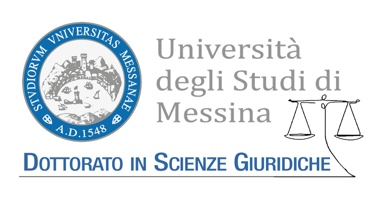 STVDIORVM VNIVERSITAS MESSANAE
A.D.1548
Università
degli Studi di
Messina
DOTTORATO IN SCIENZE GIURIDICHE